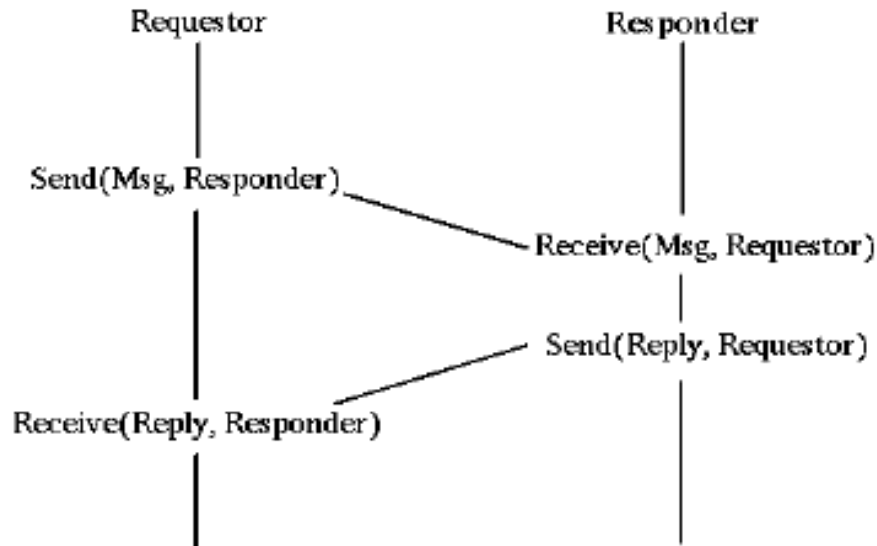 Requestor
Responder
Send(Msg, Responder)
Receive(Msg, Requestor)
Send(Reply, Requestor)
Receive(Reply, Responder)